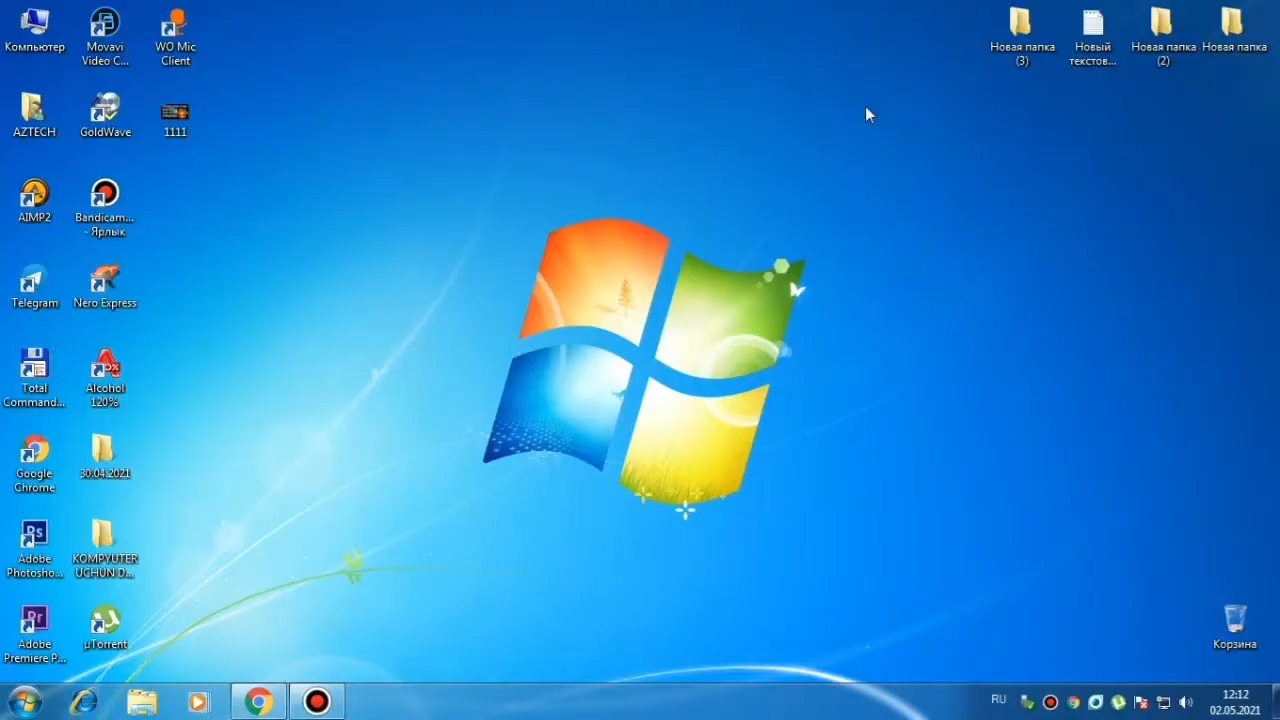 Компьютер
Movavi
Video C...
WO Mic
Client
Новая папка
(3)
Новый
текстов...
Новая папка
(2)
Новая папка
AZTECH
GoldWave
1111
AIMP2
Bandicam...
- Ярлык
Telegram
Nero Express
Total
Command...
Alcohol
120%
Google
Chrome
30.04.2021
Ps
Adobe
Photosho...
KOMPYUTER
UCHUN D...
Pr
Adobe
Premiere P...
µTorrent
Корзина
RU
12:12
02.05.2021